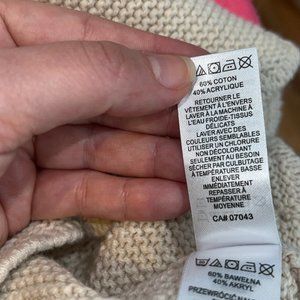 60% COTON
40% ACRYLIQUE
RETOURNER LE
VÊTEMENT À L'ENVERS
LAVER À LA MACHINE À
L'EAU FROIDE-TISSUS
DÉLICATS
LAVER AVEC DES
COULEURS SEMBLABLES
UTILISER UN CHLORURE
NON DÉCOLORANT
SEULEMENT AU BESOIN
SÉCHER PAR CULBUTAGE
À TEMPÉRATURE BASSE
ENLEVER
IMMÉDIATEMENT
REPASSER À
TEMPÉRATURE
MOYENNE
CA# 07043
60% BAWEŁNA
40% AKRYL
PRZEWRÓCIĆ NA